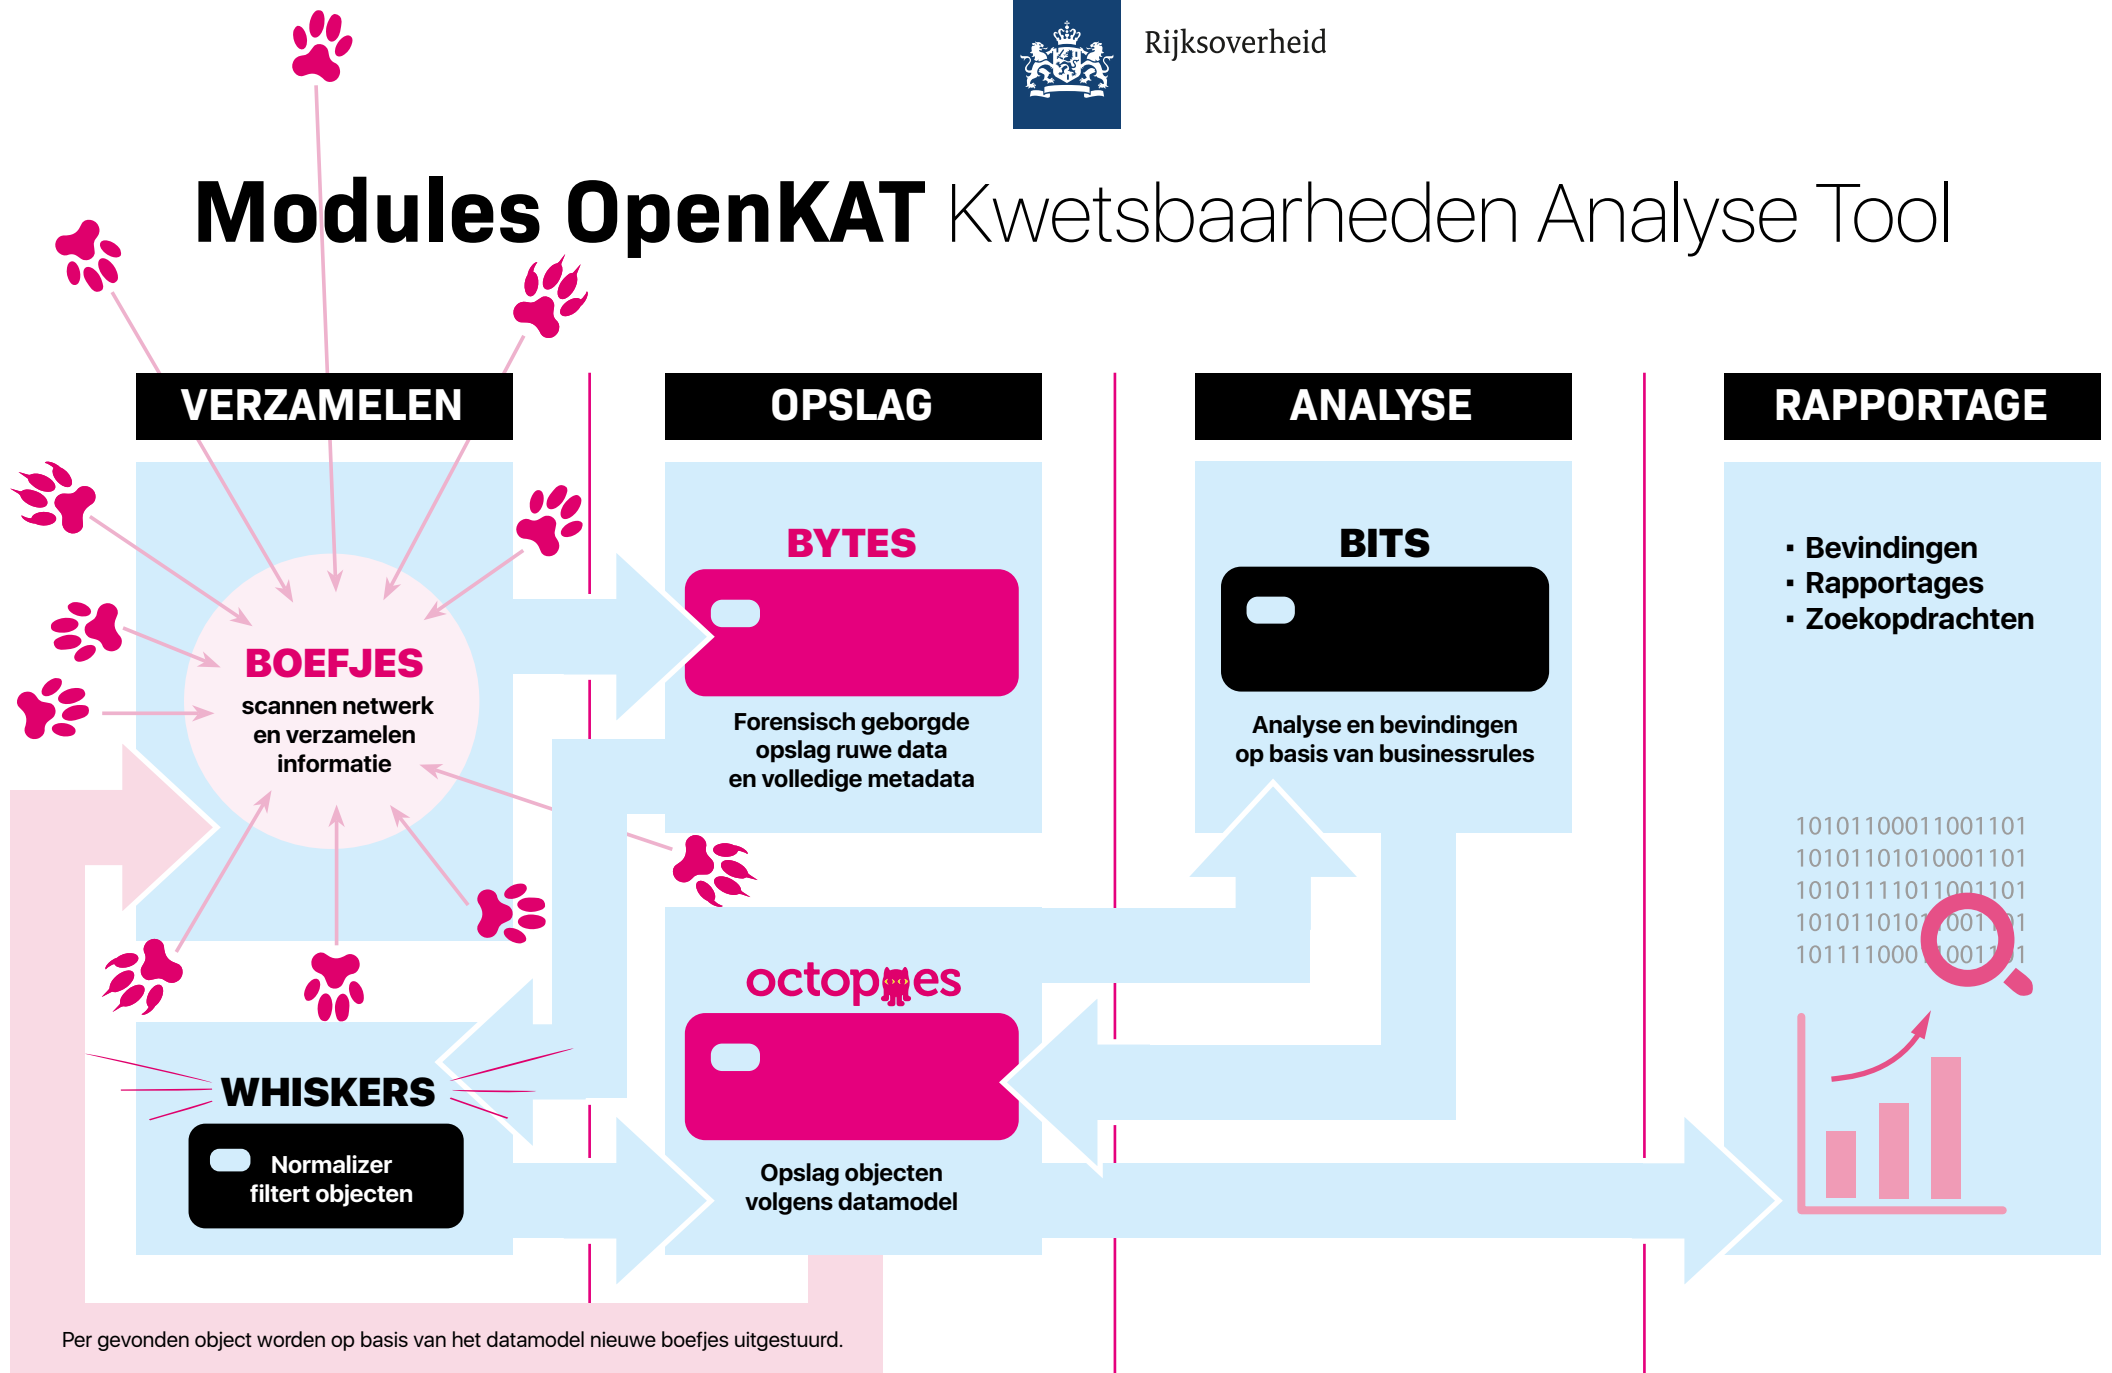 Rijksoverheid
Modules OpenKAT Kwetsbaarheden Analyse Tool
VERZAMELEN
OPSLAG
ANALYSE
RAPPORTAGE
BOEFJES
scannen netwerk
en verzamelen
informatie
BYTES
Forensisch geborgde
opslag ruwe data
en volledige metadata
BITS
Analyse en bevindingen
op basis van businessrules
▪ Bevindingen
▪ Rapportages
▪ Zoekopdrachten
WHISKERS
Normalizer
filtert objecten
octopoes
Opslag objecten
volgens datamodel
10101100011001101
10101101010001101
10101111011001101
Per gevonden object worden op basis van het datamodel nieuwe boefjes uitgestuurd.